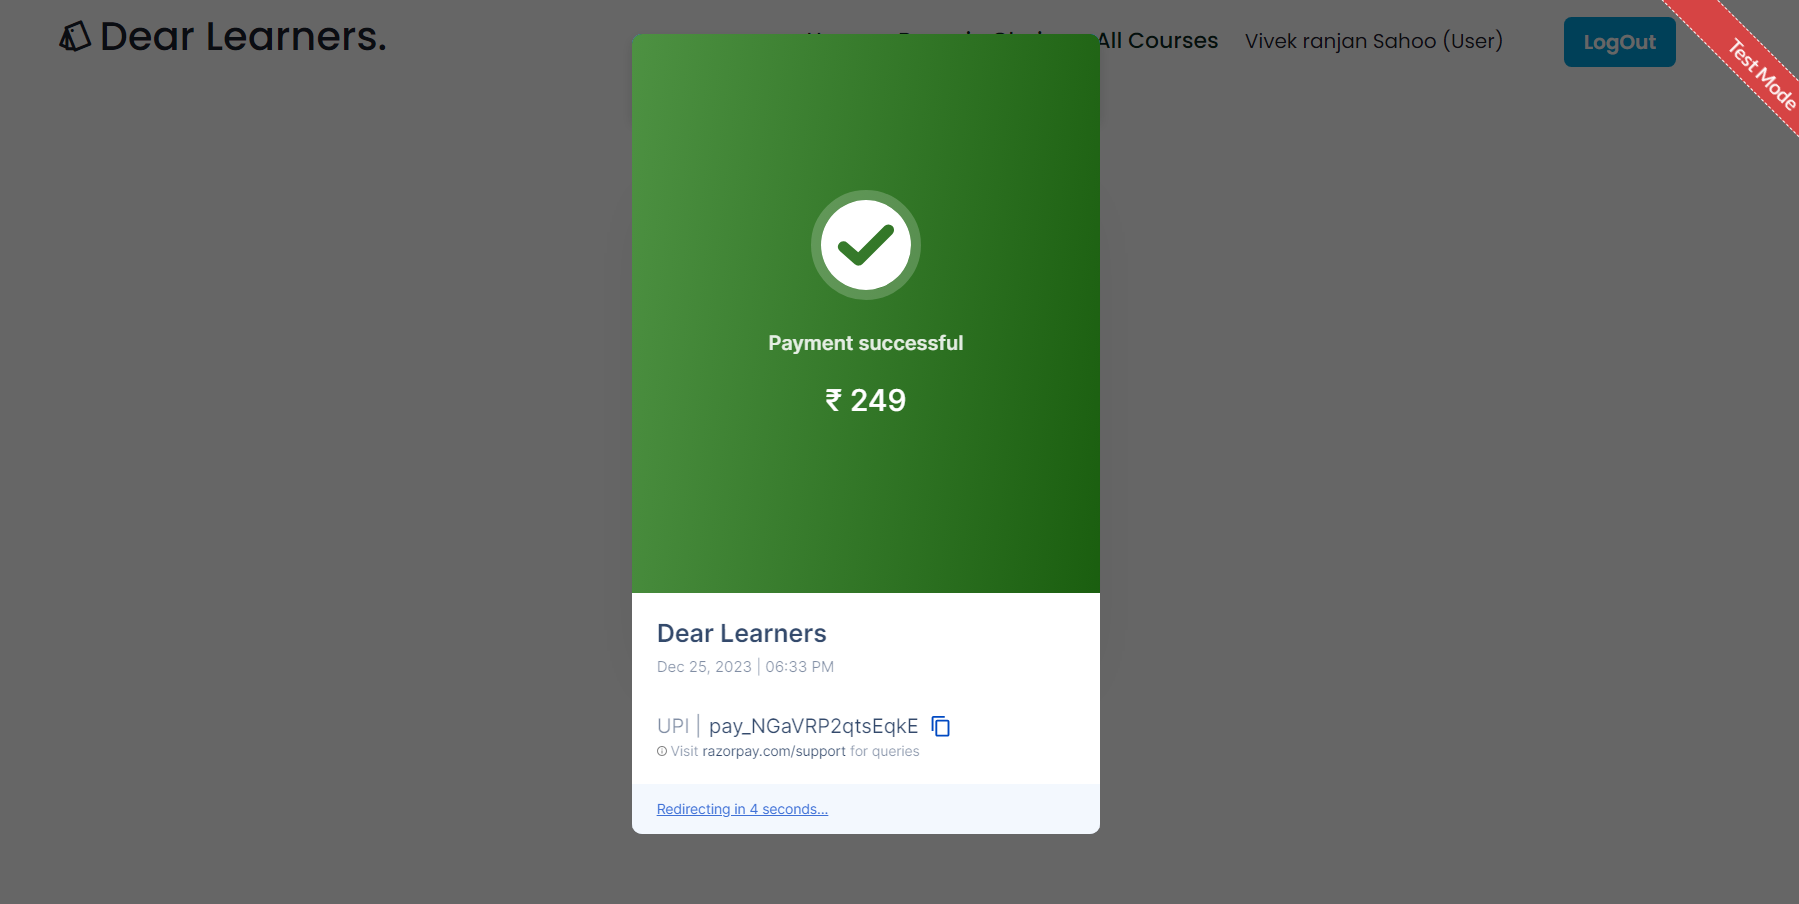 Dear Learners.
All Courses
Vivek ranjan Sahoo (User)
LogOut
Test Mode
Payment successful
₹ 249
Dear Learners
Dec 25, 2023 | 06:33 PM
UPI | pay_NGaVRP2qtsEqkE
Visit razorpay.com/support for queries
Redirecting in 4 seconds...